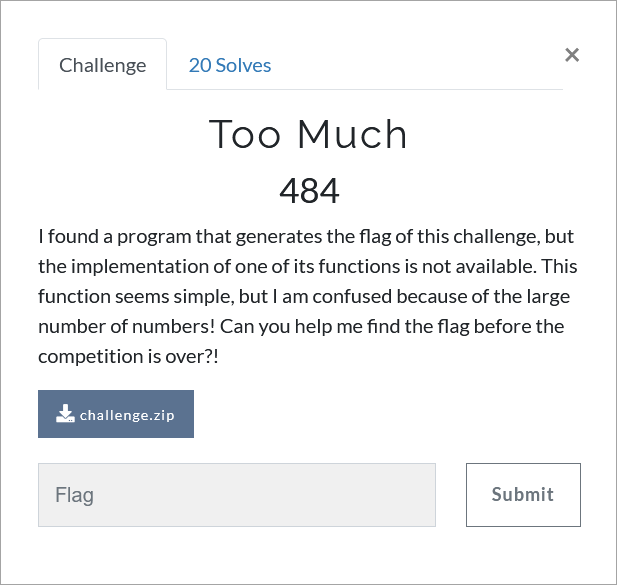 Challenge
20 Solves
×
Too Much
484
I found a program that generates the flag of this challenge, but
the implementation of one of its functions is not available. This
function seems simple, but I am confused because of the large
number of numbers! Can you help me find the flag before the
competition is over?!
challenge.zip
Flag
Submit